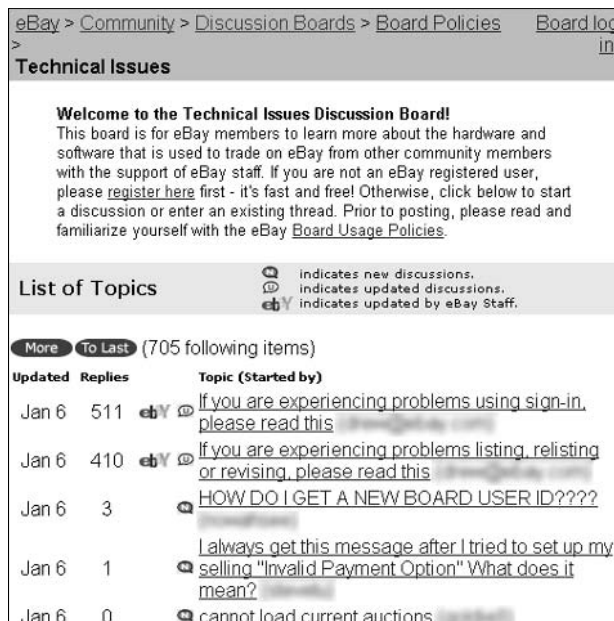 eBay > Community > Discussion Boards > Board Policies Board log
> in
Technical Issues
Welcome to the Technical Issues Discussion Board!
This board is for eBay members to learn more about the hardware and
software that is used to trade on eBay from other community members
with the support of eBay staff. If you are not an eBay registered user,
please register here first - it's fast and free! Otherwise, click below to start
a discussion or enter an existing thread. Prior to posting, please read and
familiarize yourself with the eBay Board Usage Policies.
List of Topics
N indicates new discussions.
U indicates updated discussions.
ebY indicates updated by eBay Staff.
More To Last (705 following items)
Updated Replies Topic (Started by)
Jan 6 511 ebY U If you are experiencing problems using sign-in,
please read this
Jan 6 410 ebY U If you are experiencing problems listing, relisting
or revising, please read this
Jan 6 3 N HOW DO I GET A NEW BOARD USER ID????
I always get this message after I tried to set up my
Jan 6 1 N selling "Invalid Payment Option" What does it
mean?
Jan 6 0 N cannot load current auctions